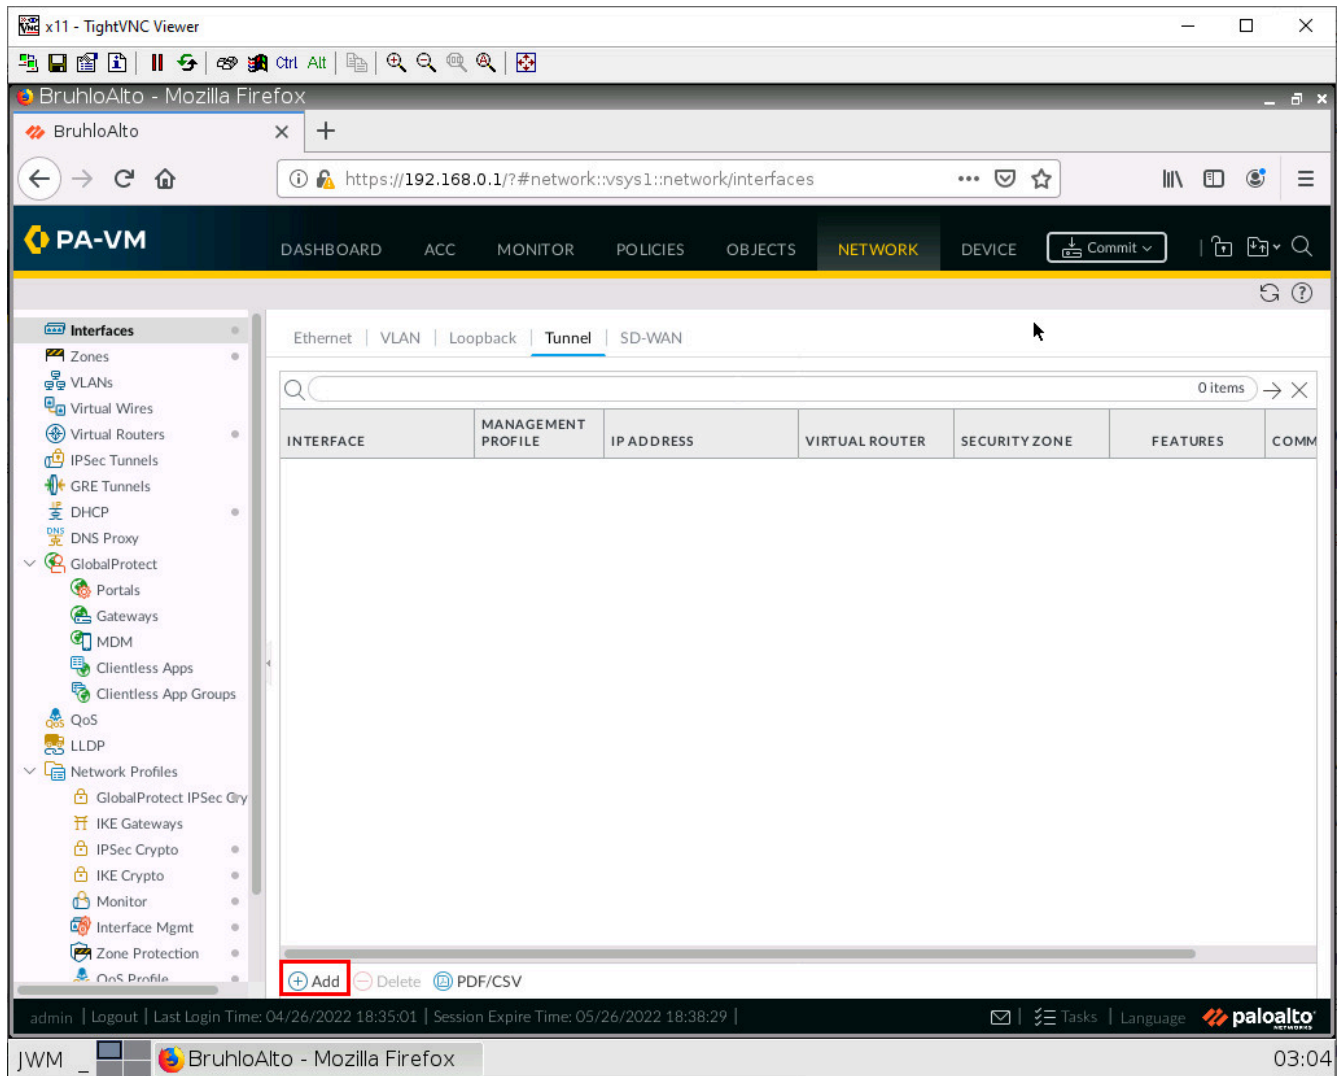 x11 - TightVNC Viewer
Ctrl Alt
BruhloAlto - Mozilla Firefox
BruhloAlto
https://192.168.0.1/?#network::vsys1::network/interfaces
PA-VM
DASHBOARD ACC MONITOR POLICIES OBJECTS NETWORK DEVICE Commit
Interfaces
Zones
VLANs
Virtual Wires
Virtual Routers
IPSec Tunnels
GRE Tunnels
DHCP
DNS Proxy
GlobalProtect
Portals
Gateways
MDM
Clientless Apps
Clientless App Groups
QoS
LLDP
Network Profiles
GlobalProtect IPSec Cry
IKE Gateways
IPSec Crypto
IKE Crypto
Monitor
Interface Mgmt
Zone Protection
QoS Profile
Ethernet | VLAN | Loopback | Tunnel | SD-WAN
0 items
INTERFACE MANAGEMENT PROFILE IP ADDRESS VIRTUAL ROUTER SECURITY ZONE FEATURES COMM
Add Delete PDF/CSV
admin | Logout | Last Login Time: 04/26/2022 18:35:01 | Session Expire Time: 05/26/2022 18:38:29 |
Tasks | Language paloalto NETWORKS
JWM _ BruhloAlto - Mozilla Firefox 03:04